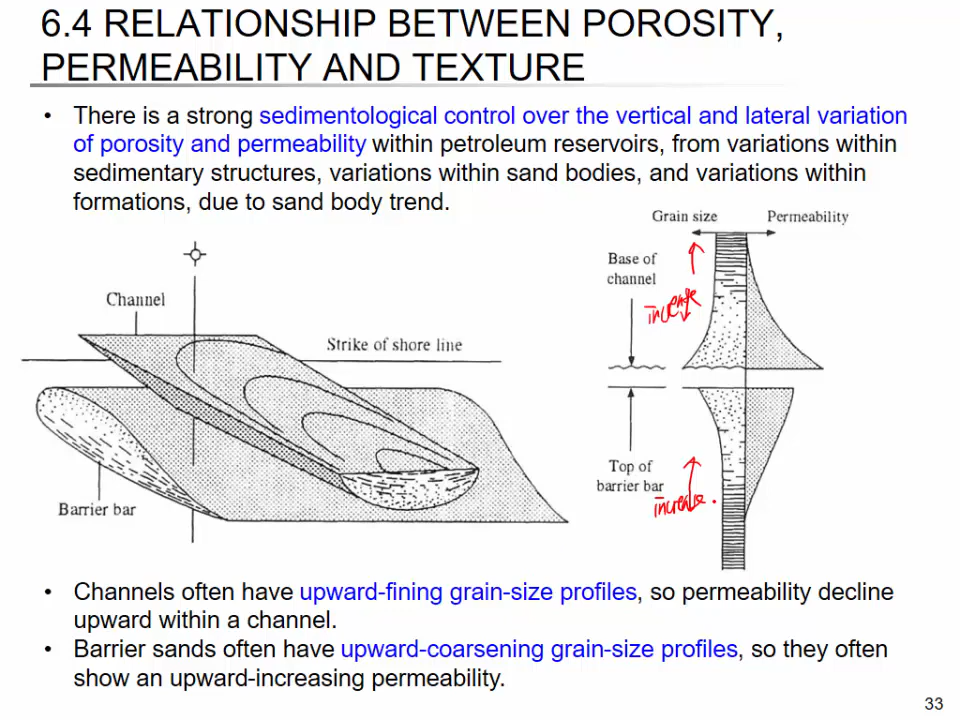 6.4 RELATIONSHIP BETWEEN POROSITY,
PERMEABILITY AND TEXTURE
• There is a strong sedimentological control over the vertical and lateral variation
of porosity and permeability within petroleum reservoirs, from variations within
sedimentary structures, variations within sand bodies, and variations within
formations, due to sand body trend.
Grain size
Permeability
Base of
channel
increase
Channel
Strike of shore line
Barrier bar
Top of
barrier bar
increase.
• Channels often have upward-fining grain-size profiles, so permeability decline
upward within a channel.
• Barrier sands often have upward-coarsening grain-size profiles, so they often
show an upward-increasing permeability.
33